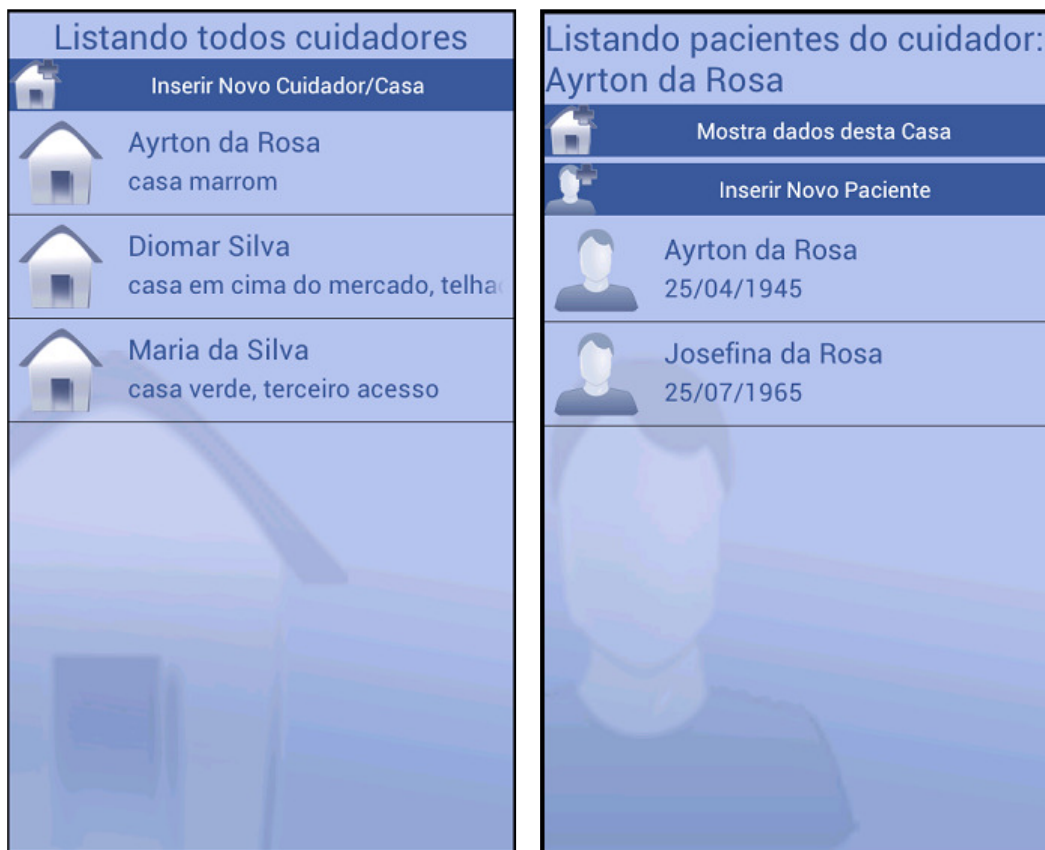 Listando todos cuidadores
Inserir Novo Cuidador/Casa
Ayrton da Rosa
casa marrom
Diomar Silva
casa em cima do mercado,
Maria da Silva
casa verde, terceiro acesso
Listando pacientes do cuidador:
Ayrton da Rosa
Mostra dados desta Casa
Inserir Novo Paciente
Ayrton da Rosa
25/04/1945
Josefina da Rosa
25/07/1965